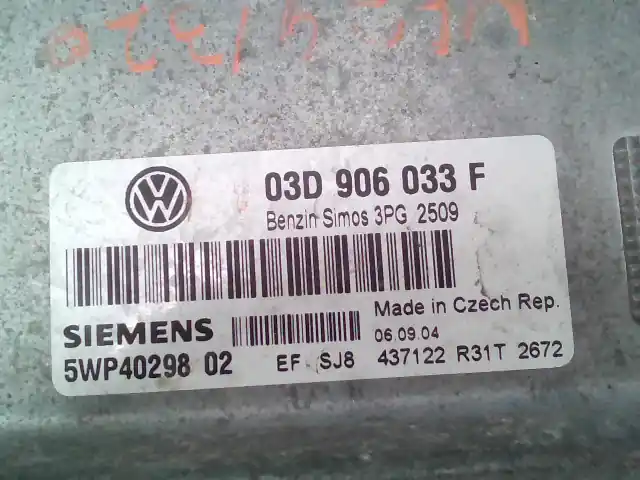 03D 906 033 F
Benzin Simos 3PG 2509
Made in Czech Rep.
SIEMENS 06.09.04
5WP40298 02 EF SJ8 437122 R31T 2672